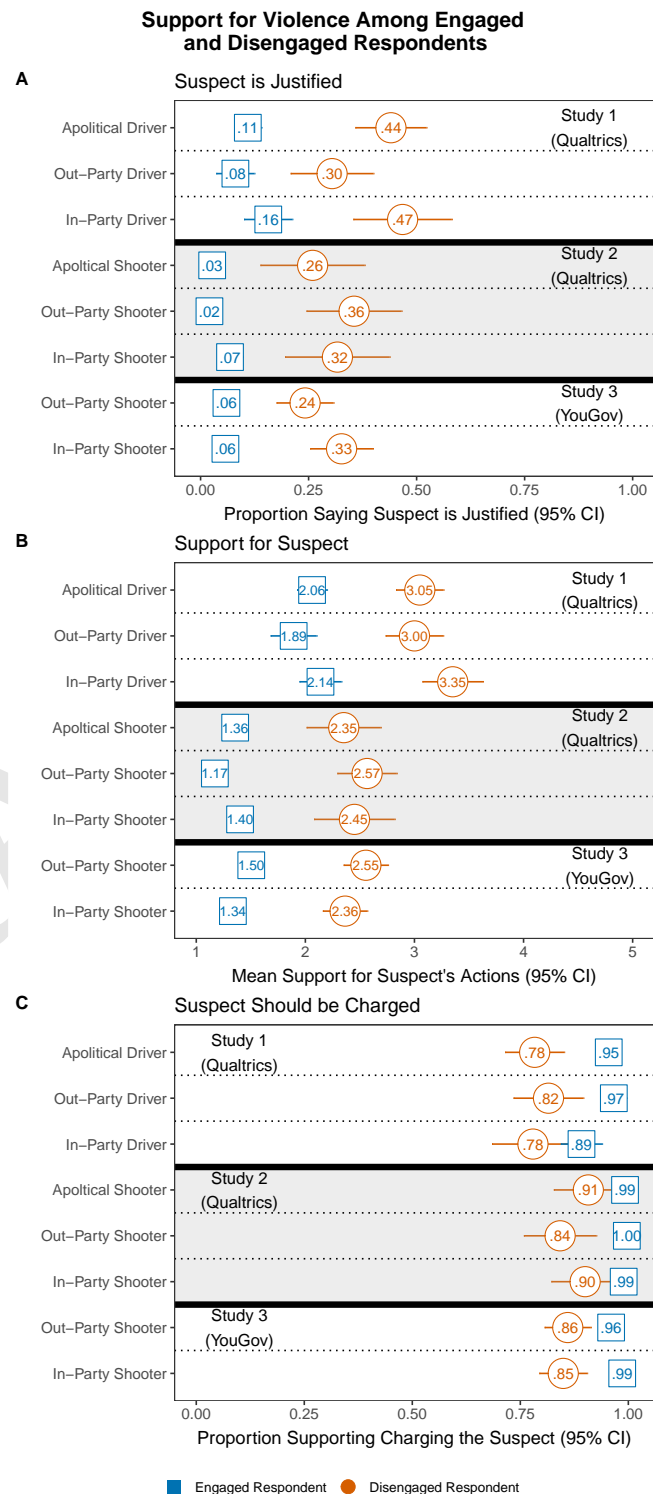 Support for Violence Among Engaged
and Disengaged Respondents
A
Suspect is Justified
Apolitical Driver
.11
.44
Study 1
(Qualtrics)
Out−Party Driver
.08
.30
In−Party Driver
.16
.47
Apoltical Shooter
.03
.26
Study 2
(Qualtrics)
Out−Party Shooter
.02
.36
In−Party Shooter
.07
.32
Out−Party Shooter
.06
.24
Study 3
(YouGov)
In−Party Shooter
.06
.33
0.00 0.25 0.50 0.75 1.00
Proportion Saying Suspect is Justified (95% CI)
B
Support for Suspect
Apolitical Driver
2.06
3.05
Study 1
(Qualtrics)
Out−Party Driver
1.89
3.00
In−Party Driver
2.14
3.35
Apoltical Shooter
1.36
2.35
Study 2
(Qualtrics)
Out−Party Shooter
1.17
2.57
In−Party Shooter
1.40
2.45
Out−Party Shooter
1.50
2.55
Study 3
(YouGov)
In−Party Shooter
1.34
2.36
1 2 3 4 5
Mean Support for Suspect's Actions (95% CI)
C
Suspect Should be Charged
Apolitical Driver
Study 1
(Qualtrics)
.78
.95
Out−Party Driver
.82
.97
In−Party Driver
.78
.89
Apoltical Shooter
Study 2
(Qualtrics)
.91
.99
Out−Party Shooter
.84
1.00
In−Party Shooter
.90
.99
Out−Party Shooter
Study 3
(YouGov)
.86
.96
In−Party Shooter
.85
.99
0.00 0.25 0.50 0.75 1.00
Proportion Supporting Charging the Suspect (95% CI)
Engaged Respondent Disengaged Respondent